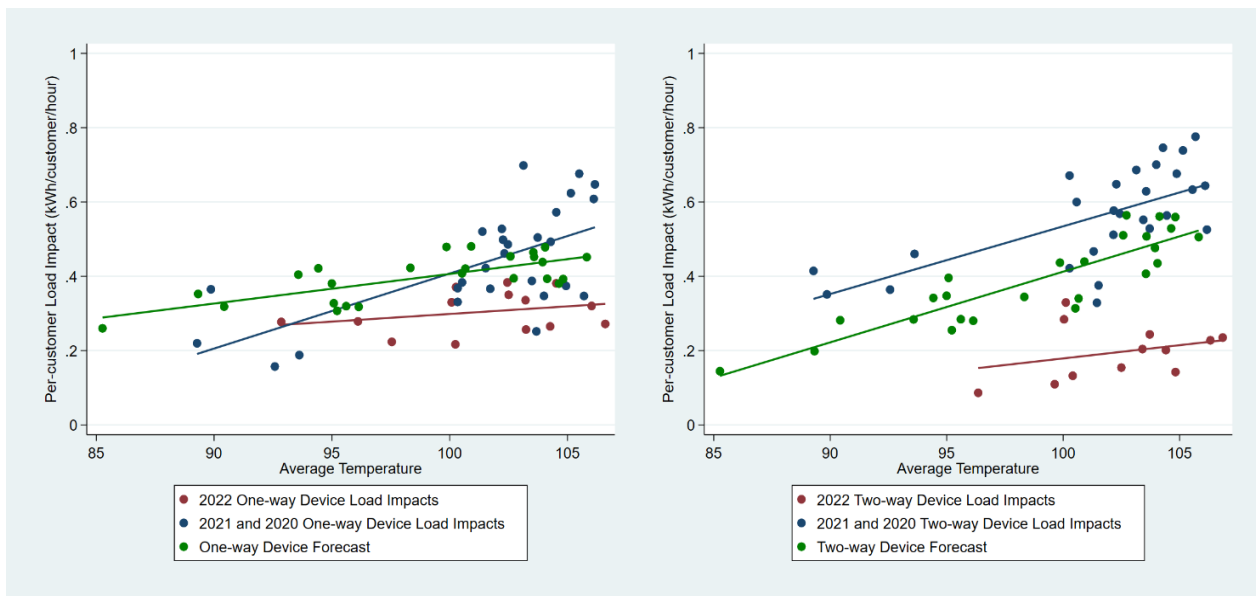 Per-customer Load Impact (kWh/customer/hour)
1
.8
.6
.4
.2
0
85 90 95 100 105
Average Temperature
2022 One-way Device Load Impacts
2021 and 2020 One-way Device Load Impacts
One-way Device Forecast
Per-customer Load Impact (kWh/customer/hour)
1
.8
.6
.4
.2
0
85 90 95 100 105
Average Temperature
2022 Two-way Device Load Impacts
2021 and 2020 Two-way Device Load Impacts
Two-way Device Forecast